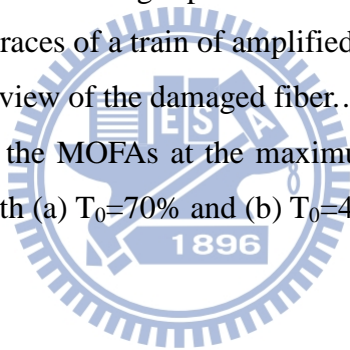 races of a train of amplified
view of the damaged fiber..
the MOFAs at the maximu
th (a) T₀=70% and (b) T₀=4
E S A
1896